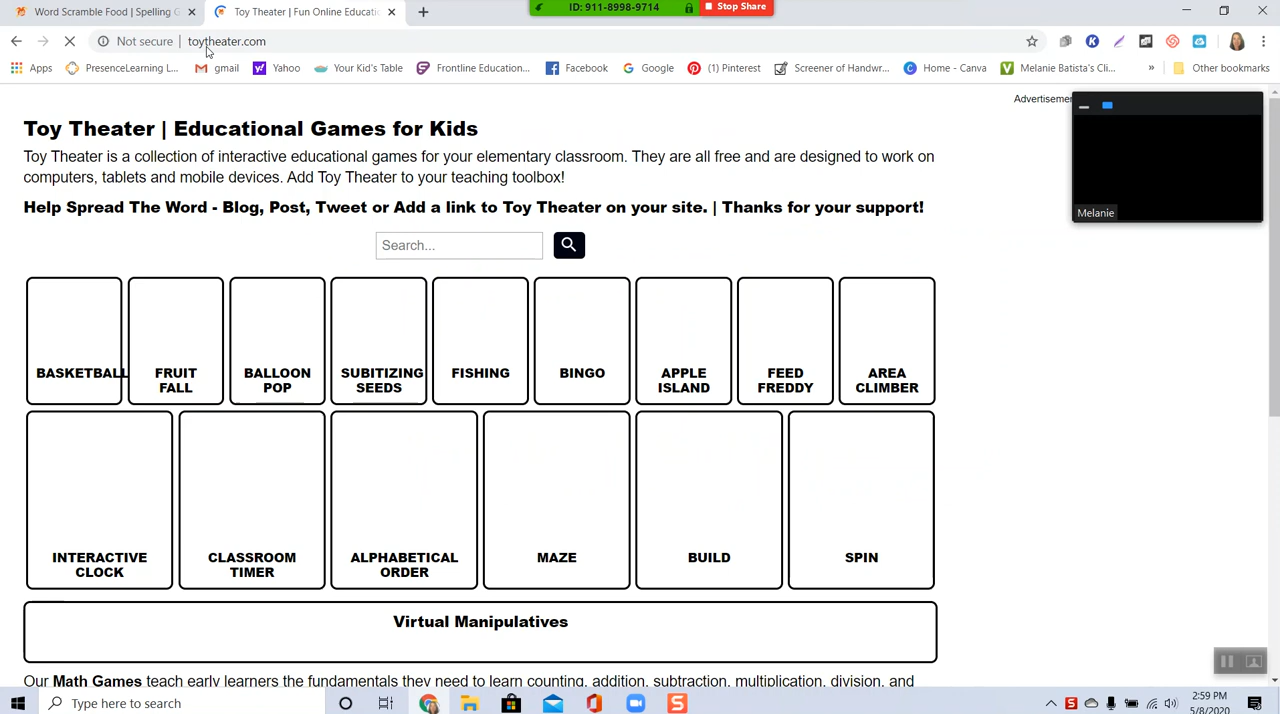 Word Scramble Food | Spelling G
Toy Theater | Fun Online Educati
ID: 911-8998-9714
Stop Share
Not secure | toytheater.com
Apps
PresenceLearning L...
gmail
Yahoo
Your Kid's Table
Frontline Education...
Facebook
Google
(1) Pinterest
Screener of Handwr...
Home - Canva
Melanie Batista's Cli...
»
Other bookmarks
Advertiseme
Toy Theater | Educational Games for Kids
Toy Theater is a collection of interactive educational games for your elementary classroom. They are all free and are designed to work on
computers, tablets and mobile devices. Add Toy Theater to your teaching toolbox!
Melanie
Help Spread The Word - Blog, Post, Tweet or Add a link to Toy Theater on your site. | Thanks for your support!
Search...
BASKETBALL
FRUIT
FALL
BALLOON
POP
SUBITIZING
SEEDS
FISHING
BINGO
APPLE
ISLAND
FEED
FREDDY
AREA
CLIMBER
INTERACTIVE
CLOCK
CLASSROOM
TIMER
ALPHABETICAL
ORDER
MAZE
BUILD
SPIN
Virtual Manipulatives
Our Math Games teach early learners the fundamentals they need to learn counting, addition, subtraction, multiplication, division, and
Type here to search
2:59 PM
5/8/2020